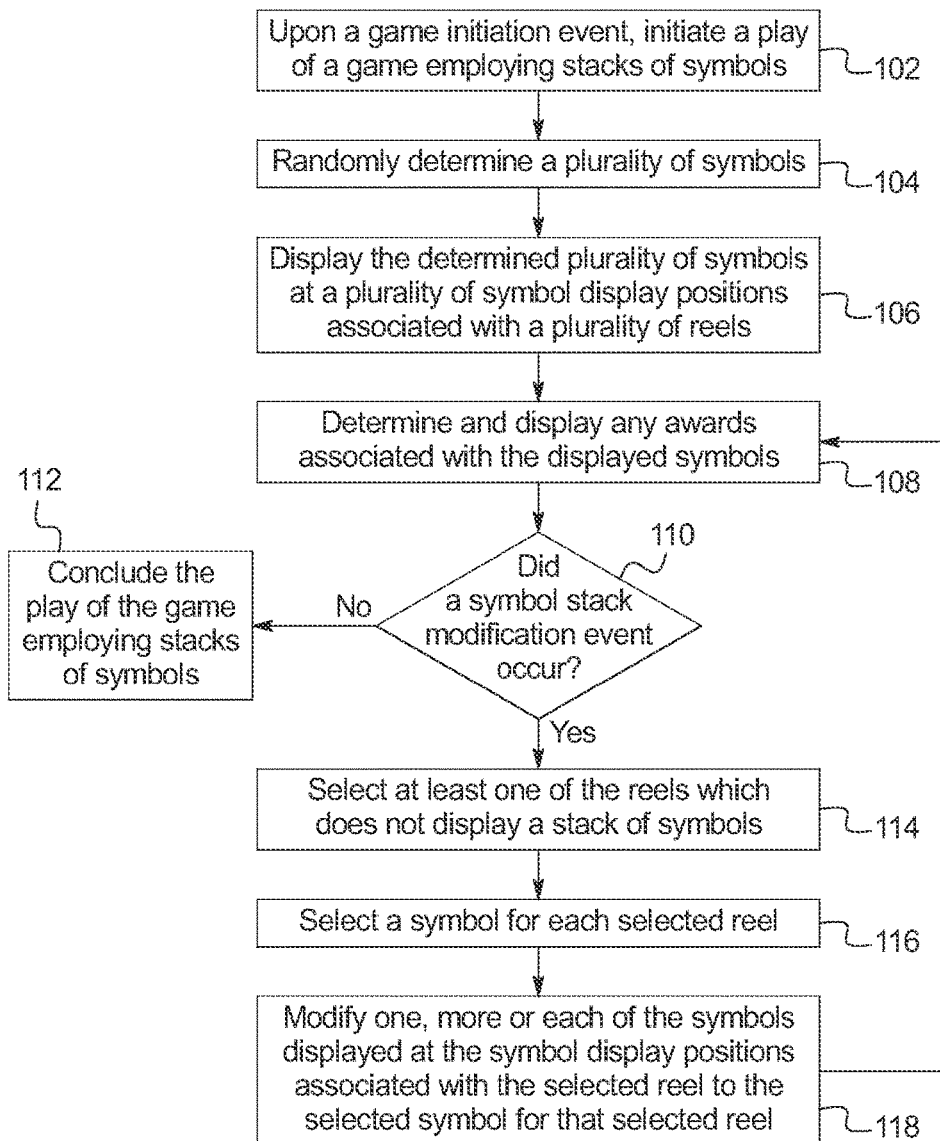 Upon a game initiation event, initiate a play
of a game employing stacks of symbols
102
Randomly determine a plurality of symbols
104
Display the determined plurality of symbols
at a plurality of symbol display positions
associated with a plurality of reels
106
Determine and display any awards
associated with the displayed symbols
108
112
Conclude the
play of the game
employing stacks
of symbols
No
110
Did
a symbol stack
modification event
occur?
Yes
Select at least one of the reels which
does not display a stack of symbols
114
Select a symbol for each selected reel
116
Modify one, more or each of the symbols
displayed at the symbol display positions
associated with the selected reel to the
selected symbol for that selected reel
118